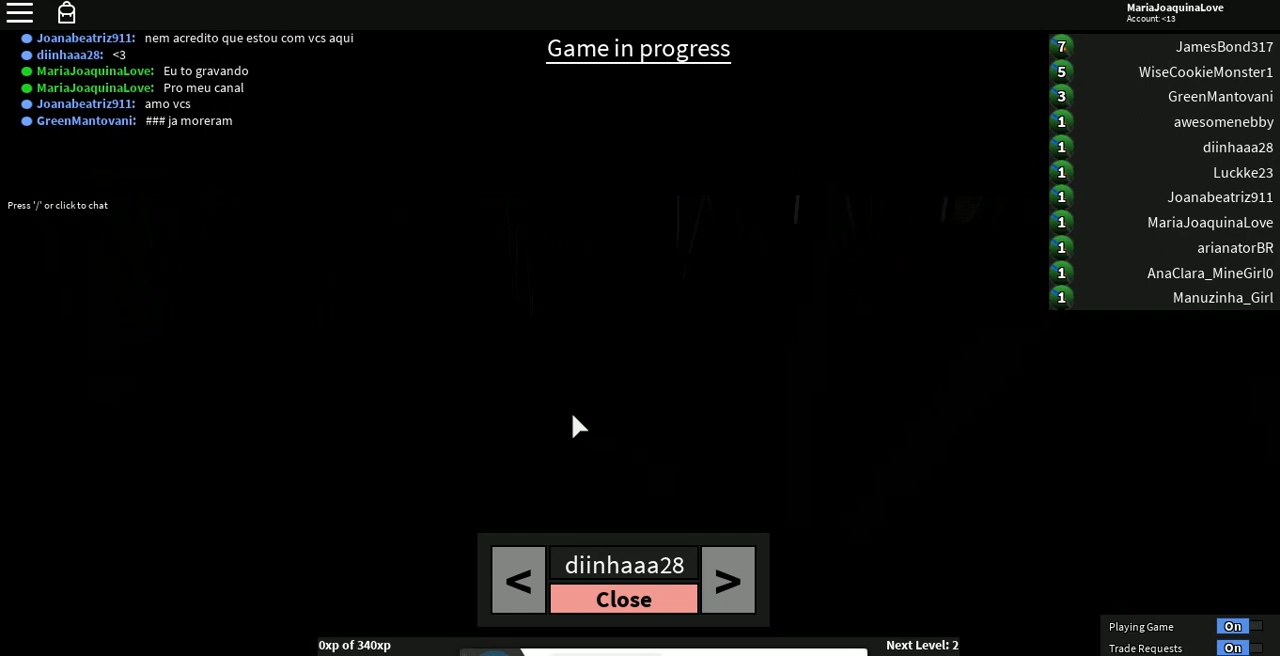 MariaJoaquinaLove
Account: <13
Joanabeatriz911: nem acredito que estou com vcs aqui
diinhaaa28: <3
MariaJoaquinaLove: Eu to gravando
MariaJoaquinaLove: Pro meu canal
Joanabeatriz911: amo vcs
GreenMantovani: ### ja moreram
Press '/' or click to chat
Game in progress
7 JamesBond317
5 WiseCookieMonster1
3 GreenMantovani
1 awesomenebby
1 diinhaaa28
1 Luckke23
1 Joanabeatriz911
1 MariaJoaquinaLove
1 arianatorBR
1 AnaClara_MineGirl0
1 Manuzinha_Girl
< diinhaaa28 >
Close
0xp of 340xp Next Level: 2
Playing Game On
Trade Requests On